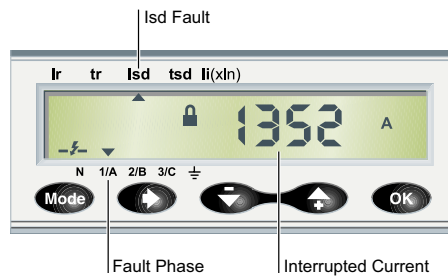 Isd Fault
Ir tr Isd tsd Ii(xIn)
1352 A
N 1/A 2/B 3/C
Mode - + OK
Fault Phase Interrupted Current